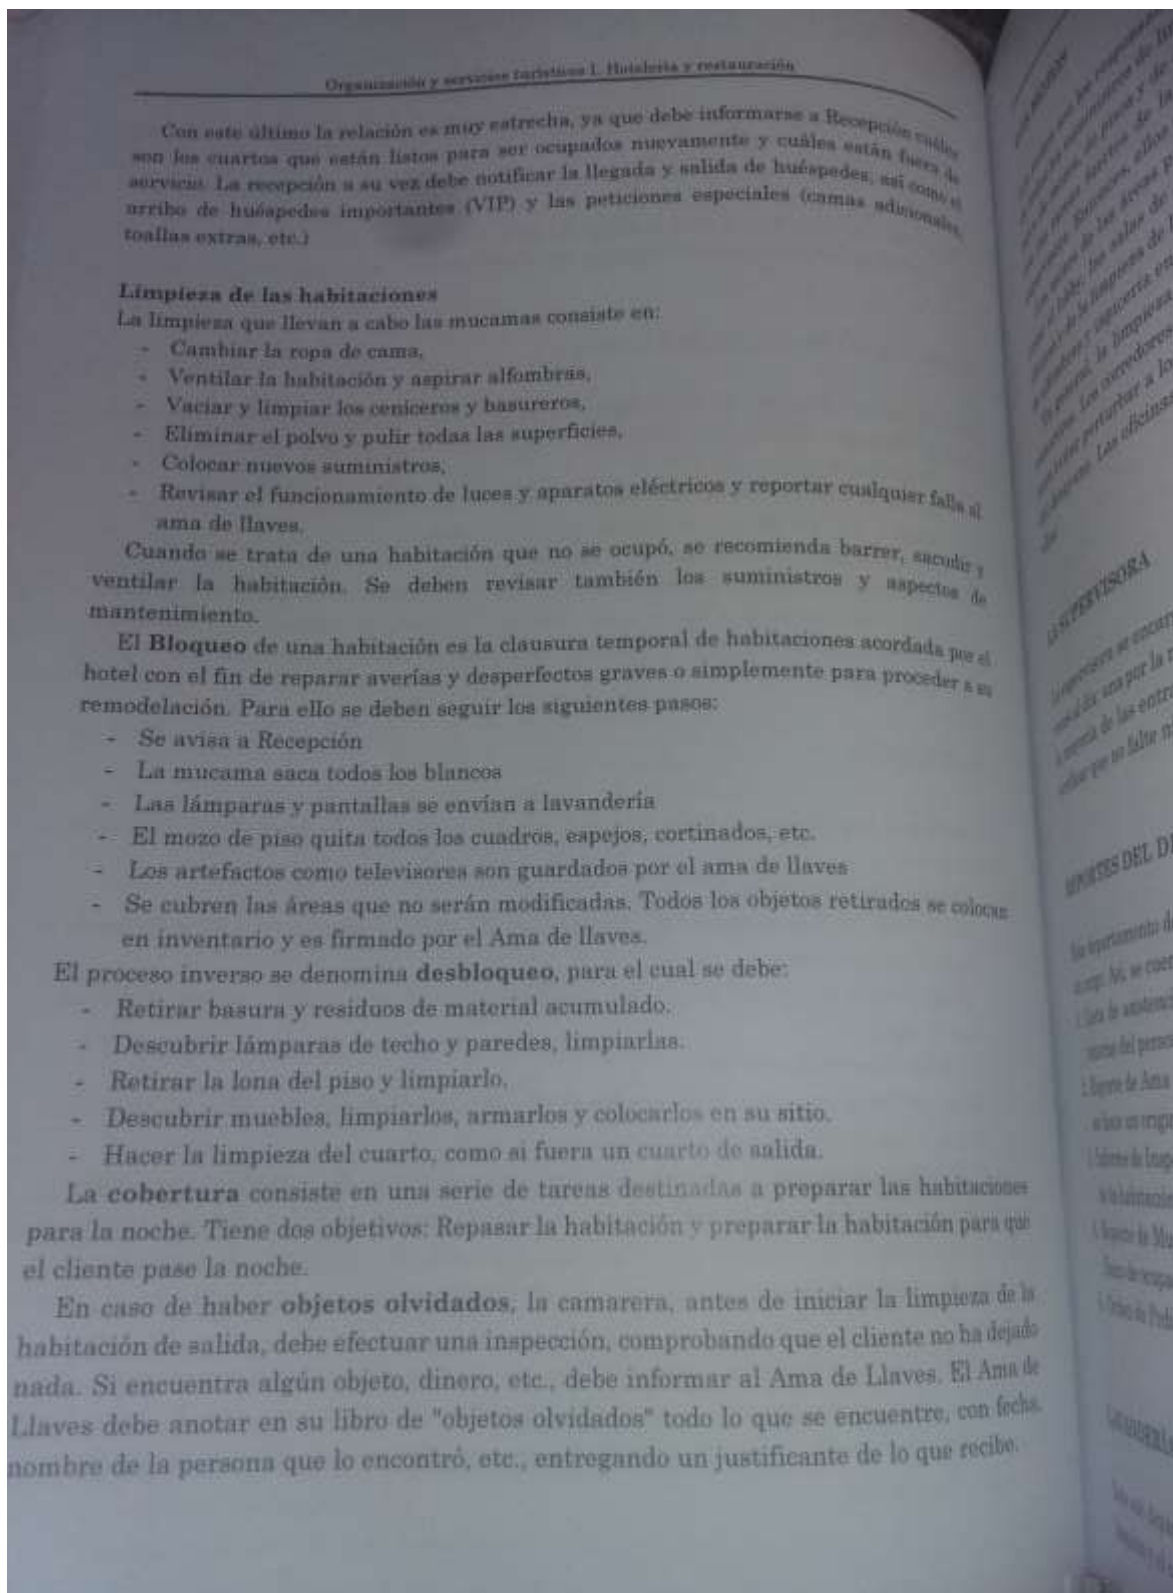 Organización y servicios turísticos I. Hotelería y restauración
Con este último la relación es muy estrecha, ya que debe informarse a Recepción cuáles
son los cuartos que están listos para ser ocupados nuevamente y cuáles están fuera de
servicio. La recepción a su vez debe notificar la llegada y salida de huéspedes, así como el
arribo de huéspedes importantes (VIP) y las peticiones especiales (camas adicionales,
toallas extras, etc.)
Limpieza de las habitaciones
La limpieza que llevan a cabo las mucamas consiste en:
- Cambiar la ropa de cama,
- Ventilar la habitación y aspirar alfombras,
- Vaciar y limpiar los ceniceros y basureros,
- Eliminar el polvo y pulir todas las superficies,
- Colocar nuevos suministros,
- Revisar el funcionamiento de luces y aparatos eléctricos y reportar cualquier falla al
ama de llaves.
Cuando se trata de una habitación que no se ocupó, se recomienda barrer, sacudir y
ventilar la habitación. Se deben revisar también los suministros y aspectos de
mantenimiento.
El Bloqueo de una habitación es la clausura temporal de habitaciones acordada por el
hotel con el fin de reparar averías y desperfectos graves o simplemente para proceder a su
remodelación. Para ello se deben seguir los siguientes pasos:
- Se avisa a Recepción
- La mucama saca todos los blancos
- Las lámparas y pantallas se envían a lavandería
- El mozo de piso quita todos los cuadros, espejos, cortinados, etc.
- Los artefactos como televisores son guardados por el ama de llaves
- Se cubren las áreas que no serán modificadas. Todos los objetos retirados se colocan
en inventario y es firmado por el Ama de llaves.
El proceso inverso se denomina desbloqueo, para el cual se debe:
- Retirar basura y residuos de material acumulado.
- Descubrir lámparas de techo y paredes, limpiarlas.
- Retirar la lona del piso y limpiarlo.
- Descubrir muebles, limpiarlos, armarlos y colocarlos en su sitio.
- Hacer la limpieza del cuarto, como si fuera un cuarto de salida.
La cobertura consiste en una serie de tareas destinadas a preparar las habitaciones
para la noche. Tiene dos objetivos: Repasar la habitación y preparar la habitación para que
el cliente pase la noche.
En caso de haber objetos olvidados, la camarera, antes de iniciar la limpieza de la
habitación de salida, debe efectuar una inspección, comprobando que el cliente no ha dejado
nada. Si encuentra algún objeto, dinero, etc., debe informar al Ama de Llaves. El Ama de
Llaves debe anotar en su libro de "objetos olvidados" todo lo que se encuentre, con fecha,
nombre de la persona que lo encontró, etc., entregando un justificante de lo que recibe.
LA SUPERVISORA
REPORTES DEL